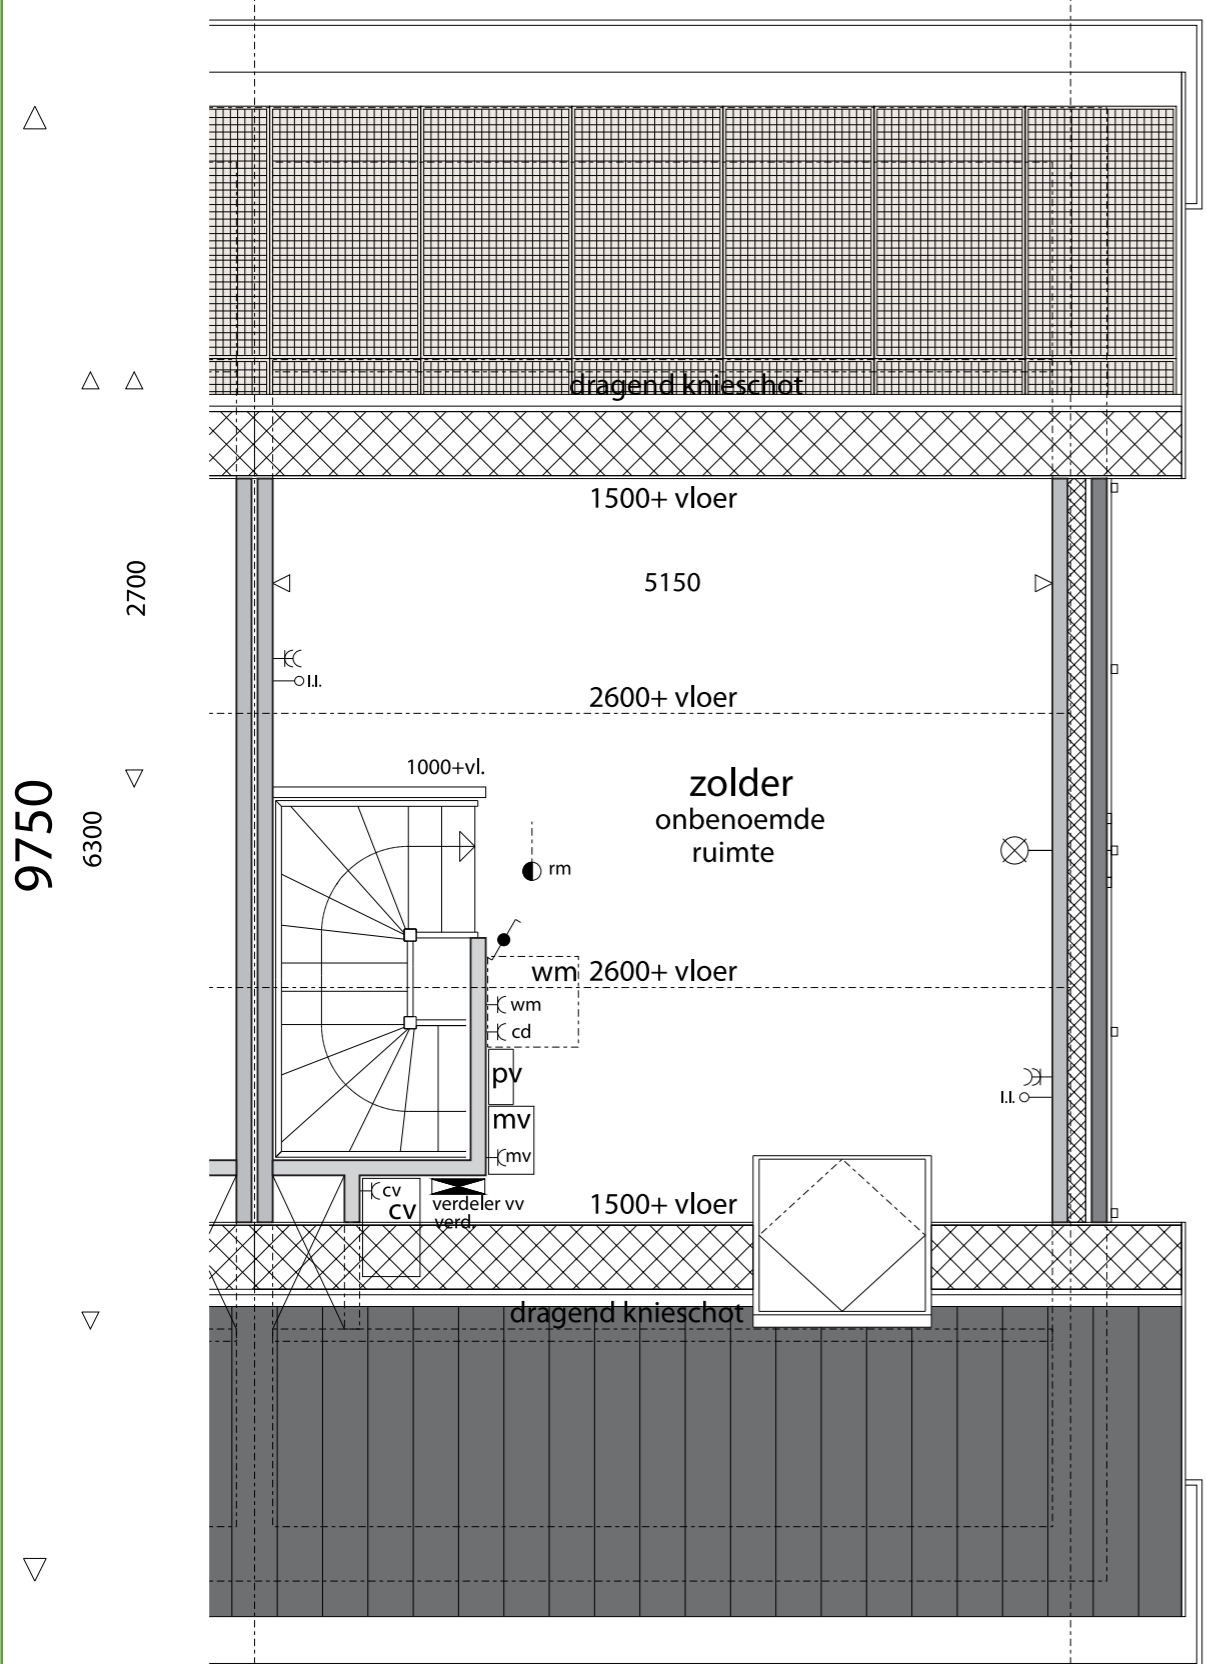 dragend knieschot
1500+ vloer
2700
5150
l.l.
2600+ vloer
1000+vl.
zolder
onbenoemde
ruimte
9750
6300
rm
wm
2600+ vloer
wm
cd
pv
l.l.
mv
mv
cv
cv
verdeler vv
verd.
1500+ vloer
dragend knieschot